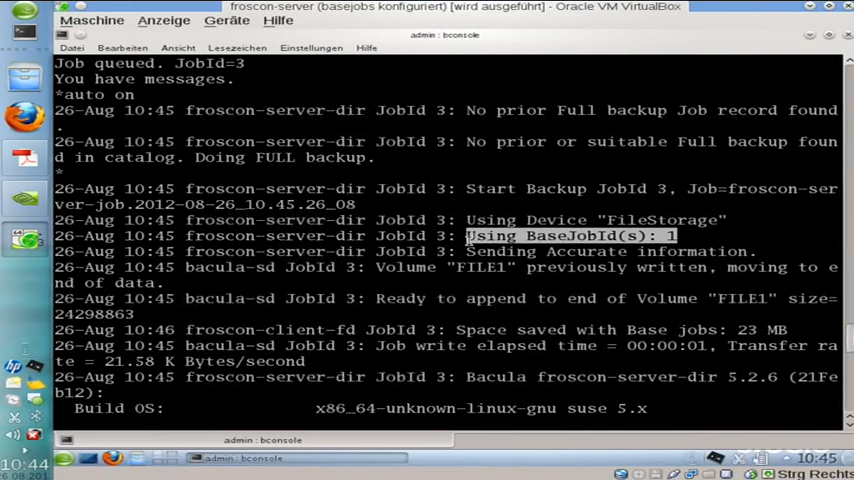 froscon-server (basejobs konfiguriert) [wird ausgeführt] - Oracle VM VirtualBox
Maschine Anzeige Geräte Hilfe
admin : bconsole
Datei Bearbeiten Ansicht Lesezeichen Einstellungen Hilfe
Job queued. JobId=3
You have messages.
*auto on
26-Aug 10:45 froscon-server-dir JobId 3: No prior Full backup Job record found
.
26-Aug 10:45 froscon-server-dir JobId 3: No prior or suitable Full backup foun
d in catalog. Doing FULL backup.
*
26-Aug 10:45 froscon-server-dir JobId 3: Start Backup JobId 3, Job=froscon-ser
ver-job.2012-08-26_10.45.26_08
26-Aug 10:45 froscon-server-dir JobId 3: Using Device "FileStorage"
26-Aug 10:45 froscon-server-dir JobId 3: Using BaseJobId(s): 1
26-Aug 10:45 froscon-server-dir JobId 3: Sending Accurate information.
26-Aug 10:45 bacula-sd JobId 3: Volume "FILE1" previously written, moving to e
nd of data.
26-Aug 10:45 bacula-sd JobId 3: Ready to append to end of Volume "FILE1" size=
24298863
26-Aug 10:46 froscon-client-fd JobId 3: Space saved with Base jobs: 23 MB
26-Aug 10:45 bacula-sd JobId 3: Job write elapsed time = 00:00:01, Transfer ra
te = 21.58 K Bytes/second
26-Aug 10:45 froscon-server-dir JobId 3: Bacula froscon-server-dir 5.2.6 (21Fe
b12):
Build OS: x86_64-unknown-linux-gnu suse 5.x
admin : bconsole
admin : bconsole
10:45
10:44
Strg Rechts